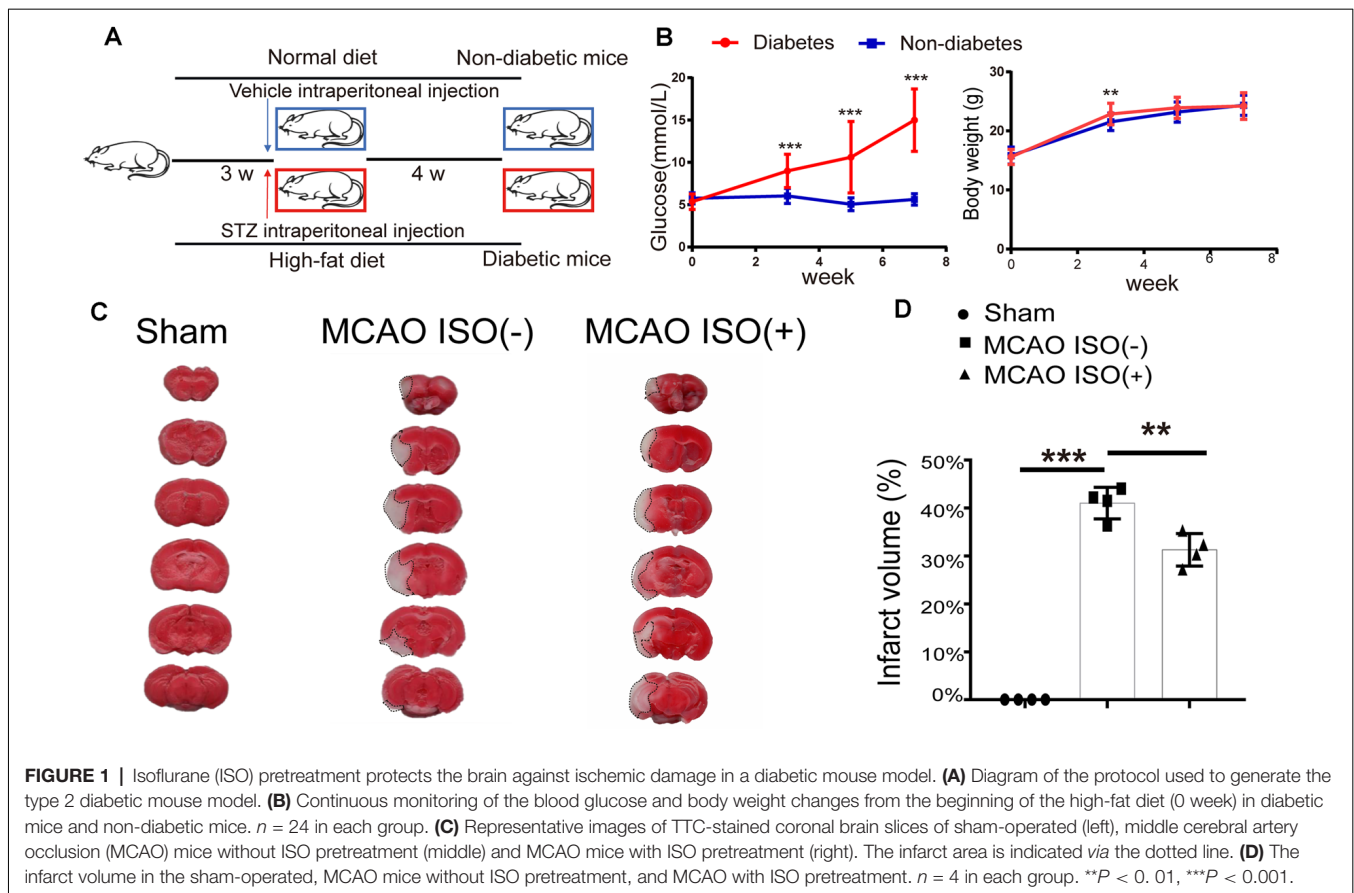 A
Normal diet
Non-diabetic mice
Vehicle intraperitoneal injection
3 w
4 w
STZ intraperitoneal injection
High-fat diet
Diabetic mice
B
Diabetes
Non-diabetes
Glucose(mmol/L)
20
15
10
5
0
***
***
***
0
2
4
6
8
week
Body weight (g)
30
20
10
0
**
0
2
4
6
8
week
C
Sham
MCAO ISO(-)
MCAO ISO(+)
D
Sham
MCAO ISO(-)
MCAO ISO(+)
Infarct volume (%)
50%
40%
30%
20%
10%
0%
***
**
FIGURE 1 | Isoflurane (ISO) pretreatment protects the brain against ischemic damage in a diabetic mouse model. (A) Diagram of the protocol used to generate the
type 2 diabetic mouse model. (B) Continuous monitoring of the blood glucose and body weight changes from the beginning of the high-fat diet (0 week) in diabetic
mice and non-diabetic mice. n = 24 in each group. (C) Representative images of TTC-stained coronal brain slices of sham-operated (left), middle cerebral artery
occlusion (MCAO) mice without ISO pretreatment (middle) and MCAO mice with ISO pretreatment (right). The infarct area is indicated via the dotted line. (D) The
infarct volume in the sham-operated, MCAO mice without ISO pretreatment, and MCAO with ISO pretreatment. n = 4 in each group. **P < 0. 01, ***P < 0.001.